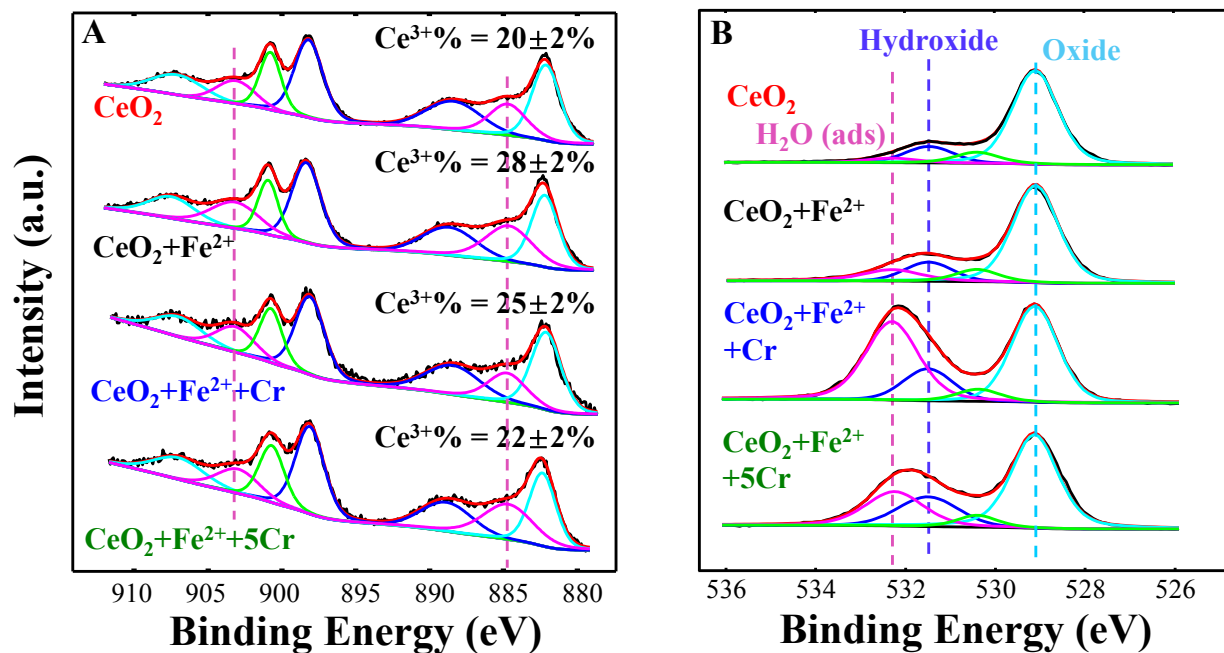 A
Ce³⁺% = 20±2%
CeO₂
Ce³⁺% = 28±2%
CeO₂+Fe²⁺
Ce³⁺% = 25±2%
CeO₂+Fe²⁺+Cr
Ce³⁺% = 22±2%
CeO₂+Fe²⁺+5Cr
910 905 900 895 890 885 880
Binding Energy (eV)
Intensity (a.u.)
B
Hydroxide
Oxide
CeO₂
H₂O (ads)
CeO₂+Fe²⁺
CeO₂+Fe²⁺
+Cr
CeO₂+Fe²⁺
+5Cr
536 534 532 530 528 526
Binding Energy (eV)